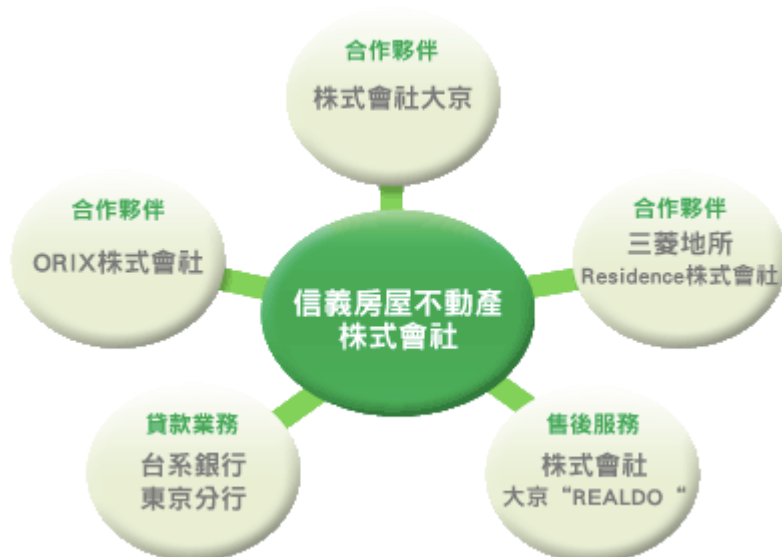 合作夥伴
株式會社大京
合作夥伴
ORIX株式會社
合作夥伴
三菱地所
Residence株式會社
信義房屋不動產
株式會社
貸款業務
台系銀行
東京分行
售後服務
株式會社
大京“REALDO“